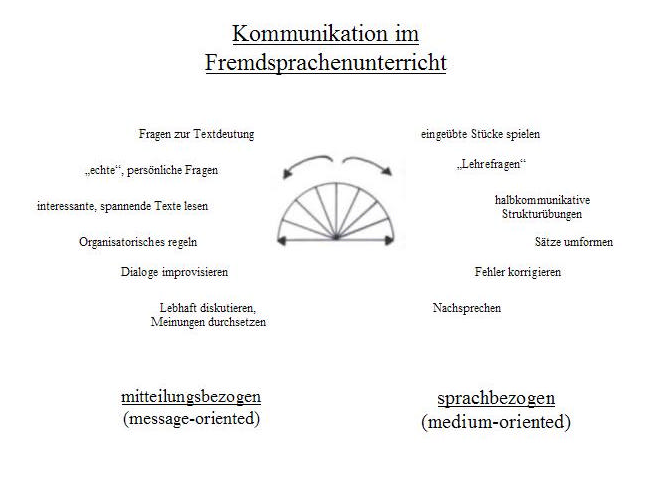 Kommunikation im
Fremdsprachenunterricht
Fragen zur Textdeutung
„echte“, persönliche Fragen
interessante, spannende Texte lesen
Organisatorisches regeln
Dialoge improvisieren
Lebhaft diskutieren,
Meinungen durchsetzen
mitteilungsbezogen
(message-oriented)
eingeübte Stücke spielen
„Lehrefragen“
halbkommunikative
Strukturübungen
Sätze umformen
Fehler korrigieren
Nachsprechen
sprachbezogen
(medium-oriented)